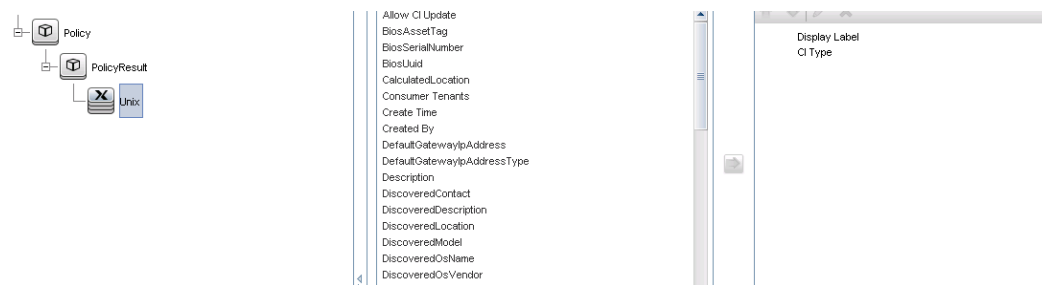 Policy
PolicyResult
Unix
Allow CI Update
BiosAssetTag
BiosSerialNumber
BiosUuid
CalculatedLocation
Consumer Tenants
Create Time
Created By
DefaultGatewayIpAddress
DefaultGatewayIpAddressType
Description
DiscoveredContact
DiscoveredDescription
DiscoveredLocation
DiscoveredModel
DiscoveredOsName
DiscoveredOsVendor
Display Label
CI Type